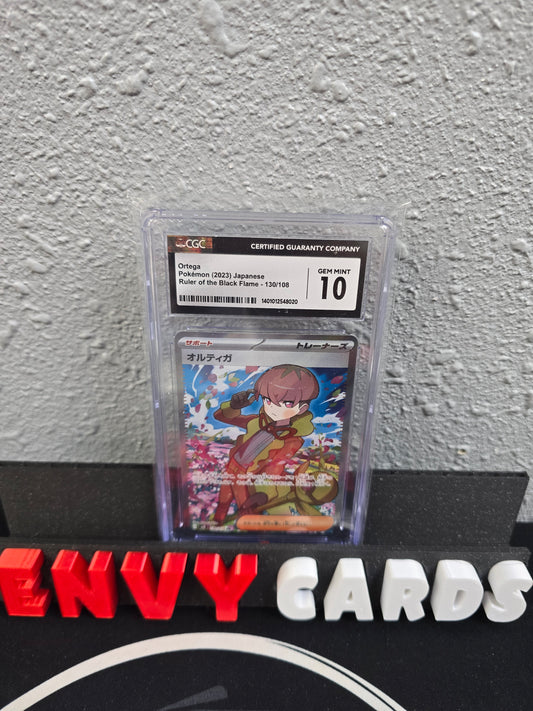 CGC
CERTIFIED GUARANTY COMPANY
Ortega
Pokémon (2023) Japanese
Ruler of the Black Flame - 130/108
GEM MINT
10
1401012548020
サポート
トレーナーズ
オルティガ
ENVY CARDS